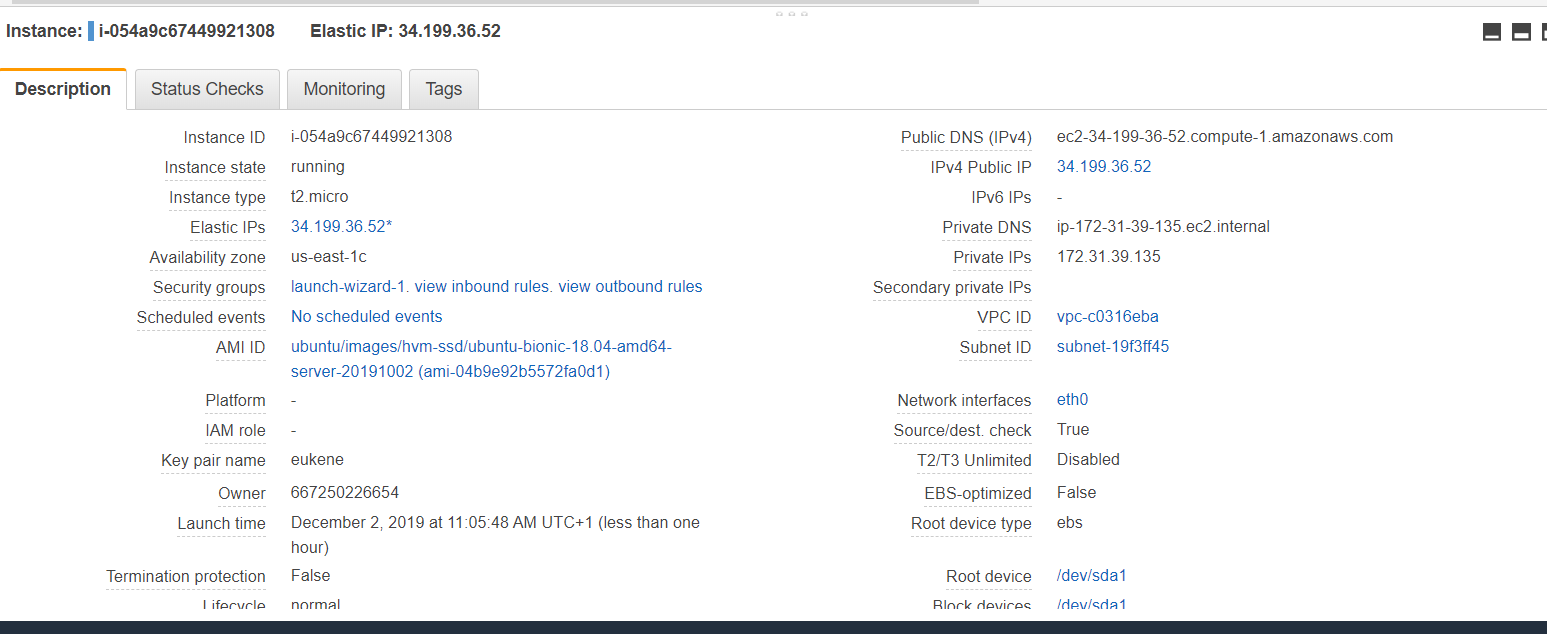 Instance: i-054a9c67449921308 Elastic IP: 34.199.36.52
Description Status Checks Monitoring Tags
Instance ID i-054a9c67449921308 Public DNS (IPv4) ec2-34-199-36-52.compute-1.amazonaws.com
Instance state running IPv4 Public IP 34.199.36.52
Instance type t2.micro IPv6 IPs -
Elastic IPs 34.199.36.52* Private DNS ip-172-31-39-135.ec2.internal
Availability zone us-east-1c Private IPs 172.31.39.135
Security groups launch-wizard-1. view inbound rules. view outbound rules Secondary private IPs
Scheduled events No scheduled events VPC ID vpc-c0316eba
AMI ID ubuntu/images/hvm-ssd/ubuntu-bionic-18.04-amd64- Subnet ID subnet-19f3ff45
server-20191002 (ami-04b9e92b5572fa0d1)
Platform - Network interfaces eth0
IAM role - Source/dest. check True
Key pair name eukene T2/T3 Unlimited Disabled
Owner 667250226654 EBS-optimized False
Launch time December 2, 2019 at 11:05:48 AM UTC+1 (less than one Root device type ebs
hour)
Termination protection False Root device /dev/sda1
Lifecycle normal Block devices /dev/sda1